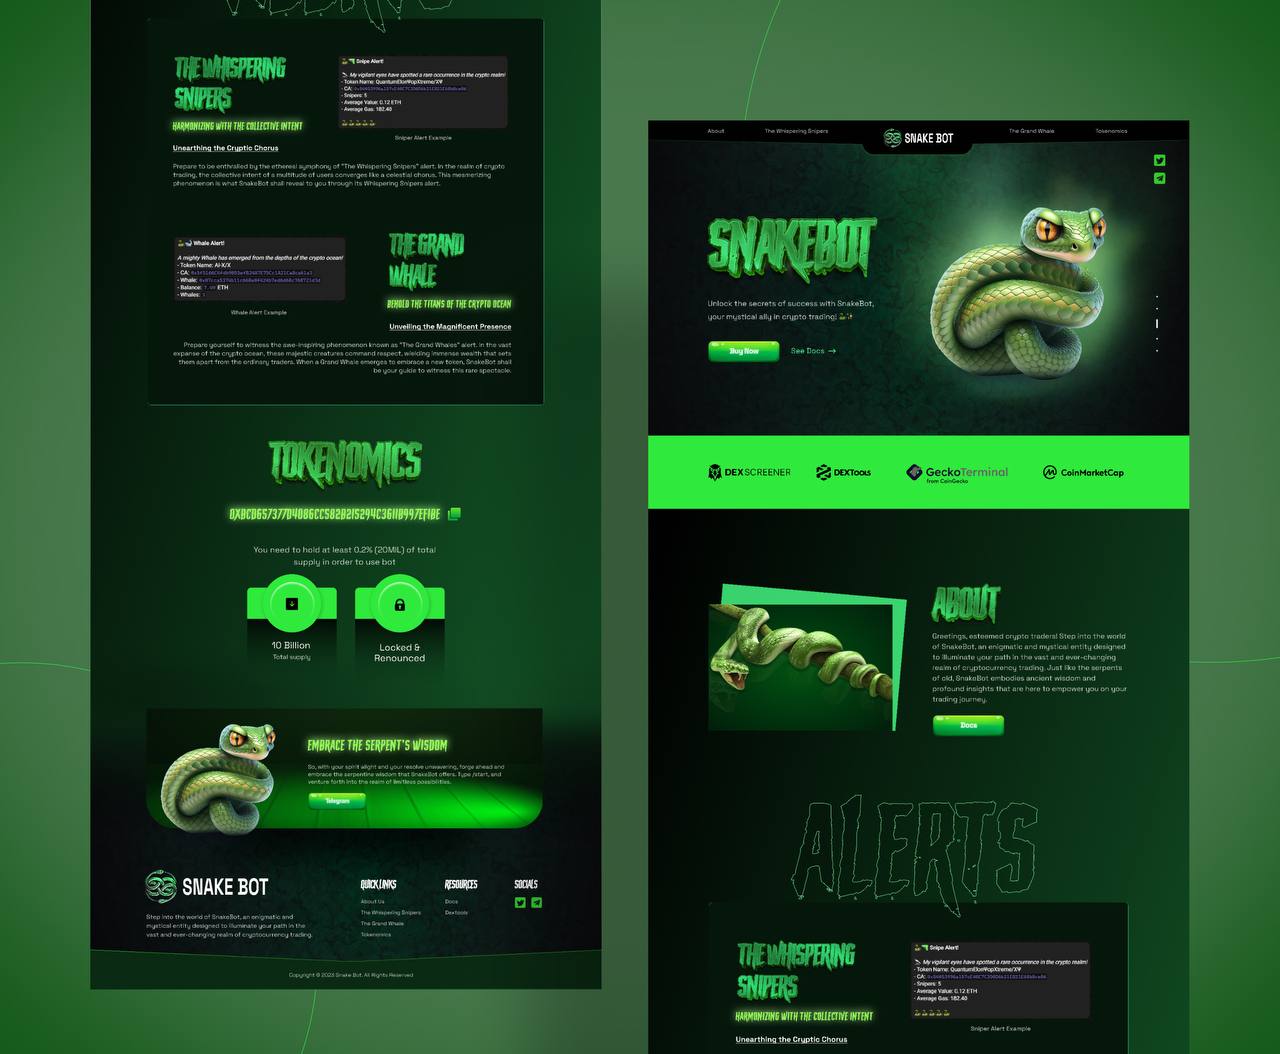 ALERTS
THE WHISPERING
SNIPERS
HARMONIZING WITH THE COLLECTIVE INTENT
Unearthing the Cryptic Chorus
Snipe Alert!
My vigilant eyes have spotted a rare occurrence in the crypto realm!
- CA:
- Snipers: 5
- Average Value: 0.12 ETH
- Average Gas: 182.40
Sniper Alert Example
Prepare to be enthralled by the ethereal symphony of "The Whispering Snipers" alert. In the realm of crypto
trading, the collective intent of a multitude of users converges like a celestial chorus. This mesmerizing
phenomenon is what SnakeBot shall reveal to you through its Whispering Snipers alert.
Whale Alert!
A mighty Whale has emerged from the depths of the crypto ocean!
- Token Name: AI-X/X
- CA:
- Whale:
- Balance: ETH
- Whales:
Whale Alert Example
THE GRAND
WHALE
BEHOLD THE TITANS OF THE CRYPTO OCEAN
Unveiling the Magnificent Presence
Prepare yourself to witness the awe-inspiring phenomenon known as "The Grand Whales" alert. In the vast
expanse of the crypto ocean, these majestic creatures command respect, wielding immense wealth that sets
them apart from the ordinary traders. When a Grand Whale emerges to embrace a new token, SnakeBot shall
be your guide to witness this rare spectacle.
TOKENOMICS
You need to hold at least 0.2% (20MIL) of total
supply in order to use bot
10 Billion
Total supply
Locked &
Renounced
EMBRACE THE SERPENT'S WISDOM
So, with your spirit alight and your resolve unwavering, forge ahead and
embrace the serpentine wisdom that SnakeBot offers. Type /start, and
venture forth into the realm of limitless possibilities.
Telegram
SNAKE BOT
Step into the world of SnakeBot, an enigmatic and
mystical entity designed to illuminate your path in the
vast and ever-changing realm of cryptocurrency trading.
QUICK LINKS
About Us
The Whispering Snipers
The Grand Whale
Tokenomics
RESOURCES
Docs
Dextools
SOCIALS
Copyright © 2023 Snake Bot. All Rights Reserved
About
The Whispering Snipers
SNAKE BOT
The Grand Whale
Tokenomics
SNAKEBOT
Unlock the secrets of success with SnakeBot,
your mystical ally in crypto trading!
Buy Now
See Docs →
DEXSCREENER
DEXTools
GeckoTerminal
from CoinGecko
CoinMarketCap
ABOUT
Greetings, esteemed crypto traders! Step into the world
of SnakeBot, an enigmatic and mystical entity designed
to illuminate your path in the vast and ever-changing
realm of cryptocurrency trading. Just like the serpents
of old, SnakeBot embodies ancient wisdom and
profound insights that are here to empower you on your
trading journey.
Docs
ALERTS
THE WHISPERING
SNIPERS
HARMONIZING WITH THE COLLECTIVE INTENT
Unearthing the Cryptic Chorus
Snipe Alert!
My vigilant eyes have spotted a rare occurrence in the crypto realm!
- CA:
- Snipers: 5
- Average Value: 0.12 ETH
- Average Gas: 182.40
Sniper Alert Example